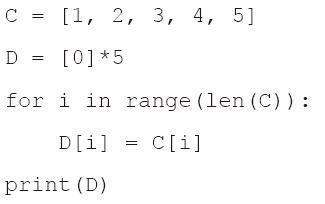 C = [1, 2, 3, 4, 5]
D = [0]*5
for i in range(len(C)):
    D[i] = C[i]
print(D)